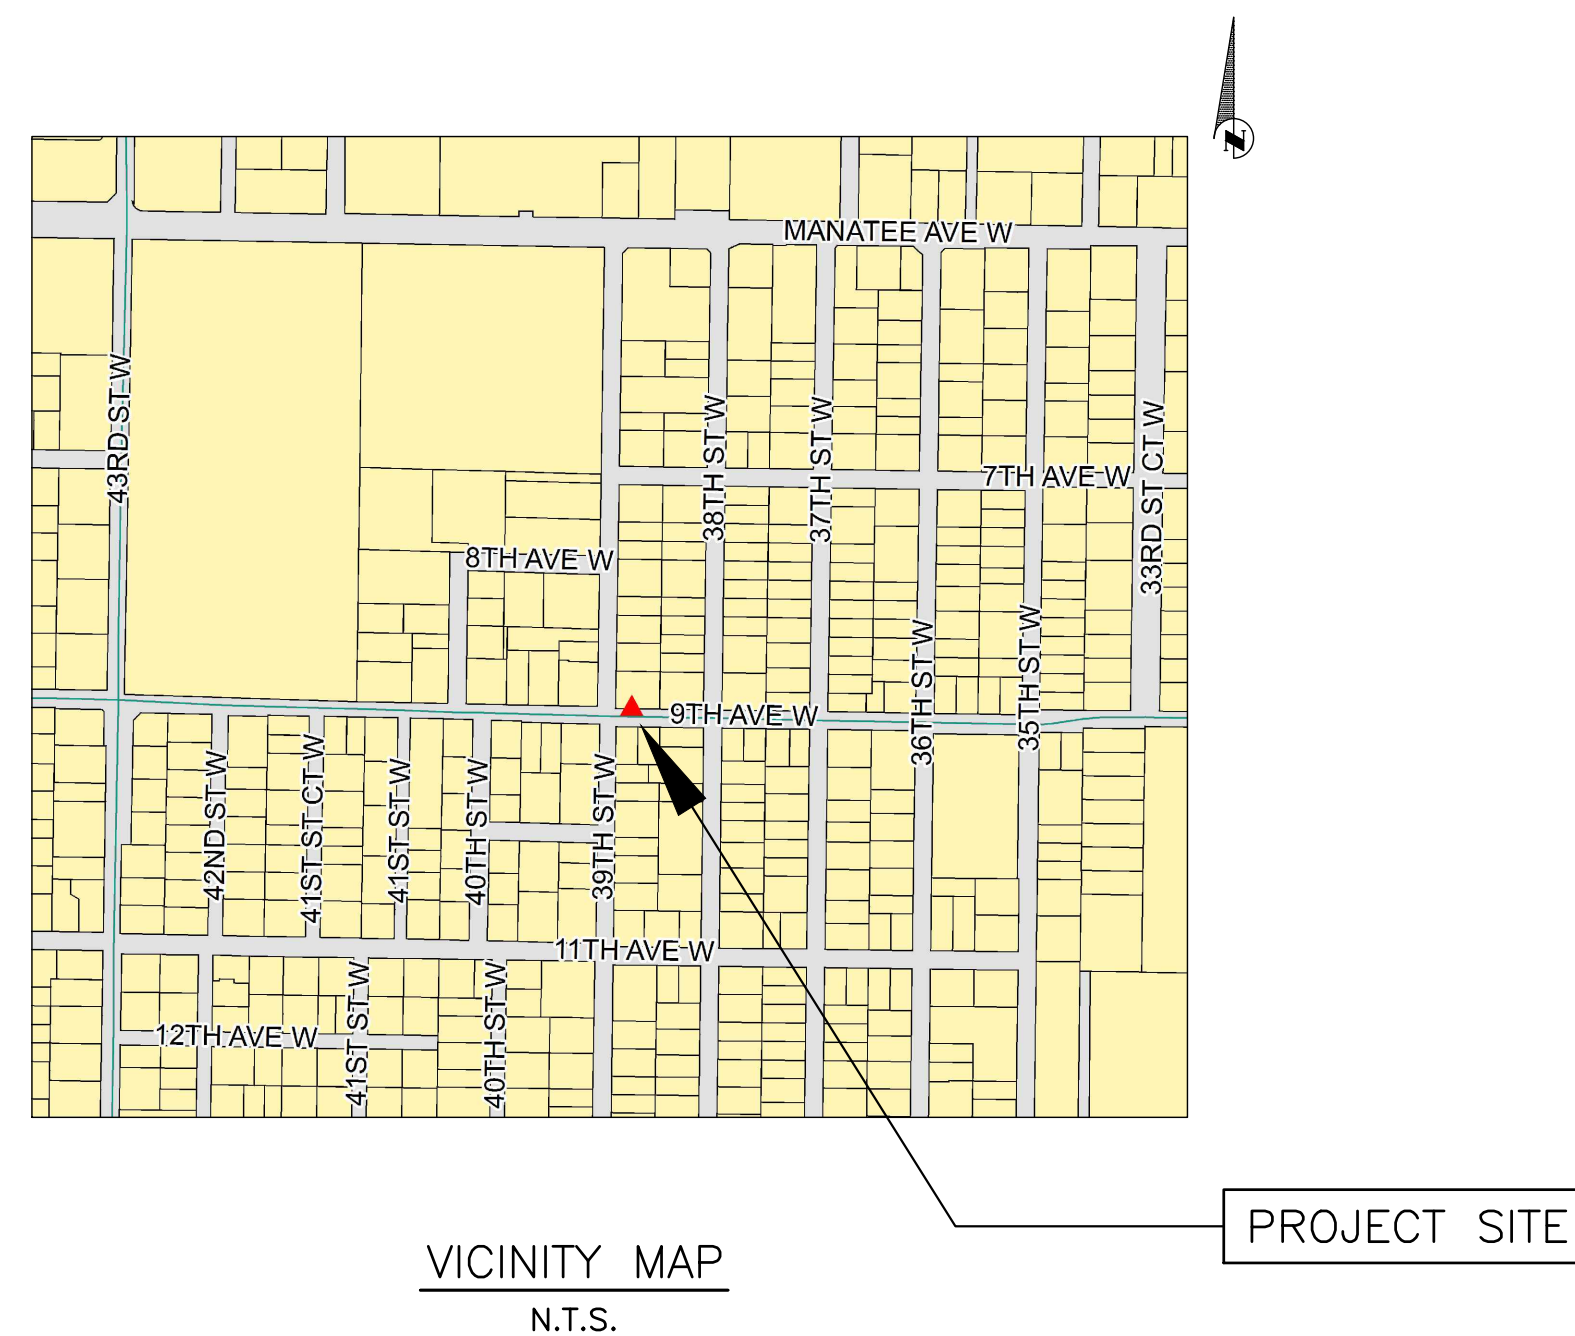 N
MANATEE AVE W
43RD ST W
38TH ST W
37TH ST W
33RD ST CT W
7TH AVE W
8TH AVE W
36TH ST W
35TH ST W
9TH AVE W
42ND ST W
41ST ST CT W
41ST ST W
40TH ST W
39TH ST W
11TH AVE W
12TH AVE W
41ST ST W
40TH ST W
PROJECT SITE
VICINITY MAP
N.T.S.